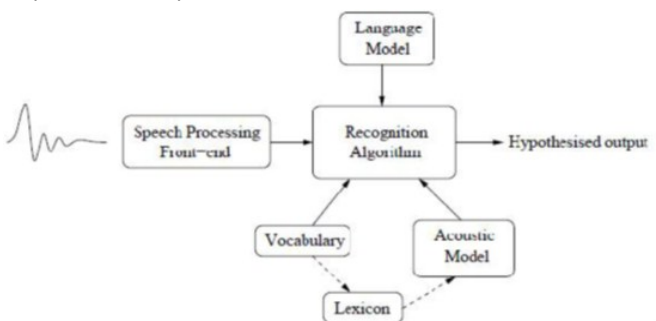 Language
Model
Speech Processing
Front-end
Recognition
Algorithm
Hypothesised output
Vocabulary
Acoustic
Model
Lexicon